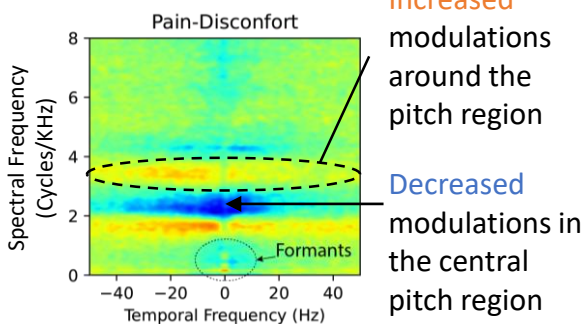 Pain-Disconfort
Increased
modulations
around the
pitch region
Decreased
modulations in
the central
pitch region
Spectral Frequency
(Cycles/KHz)
8
6
4
2
0
Formants
−40 −20 0 20 40
Temporal Frequency (Hz)